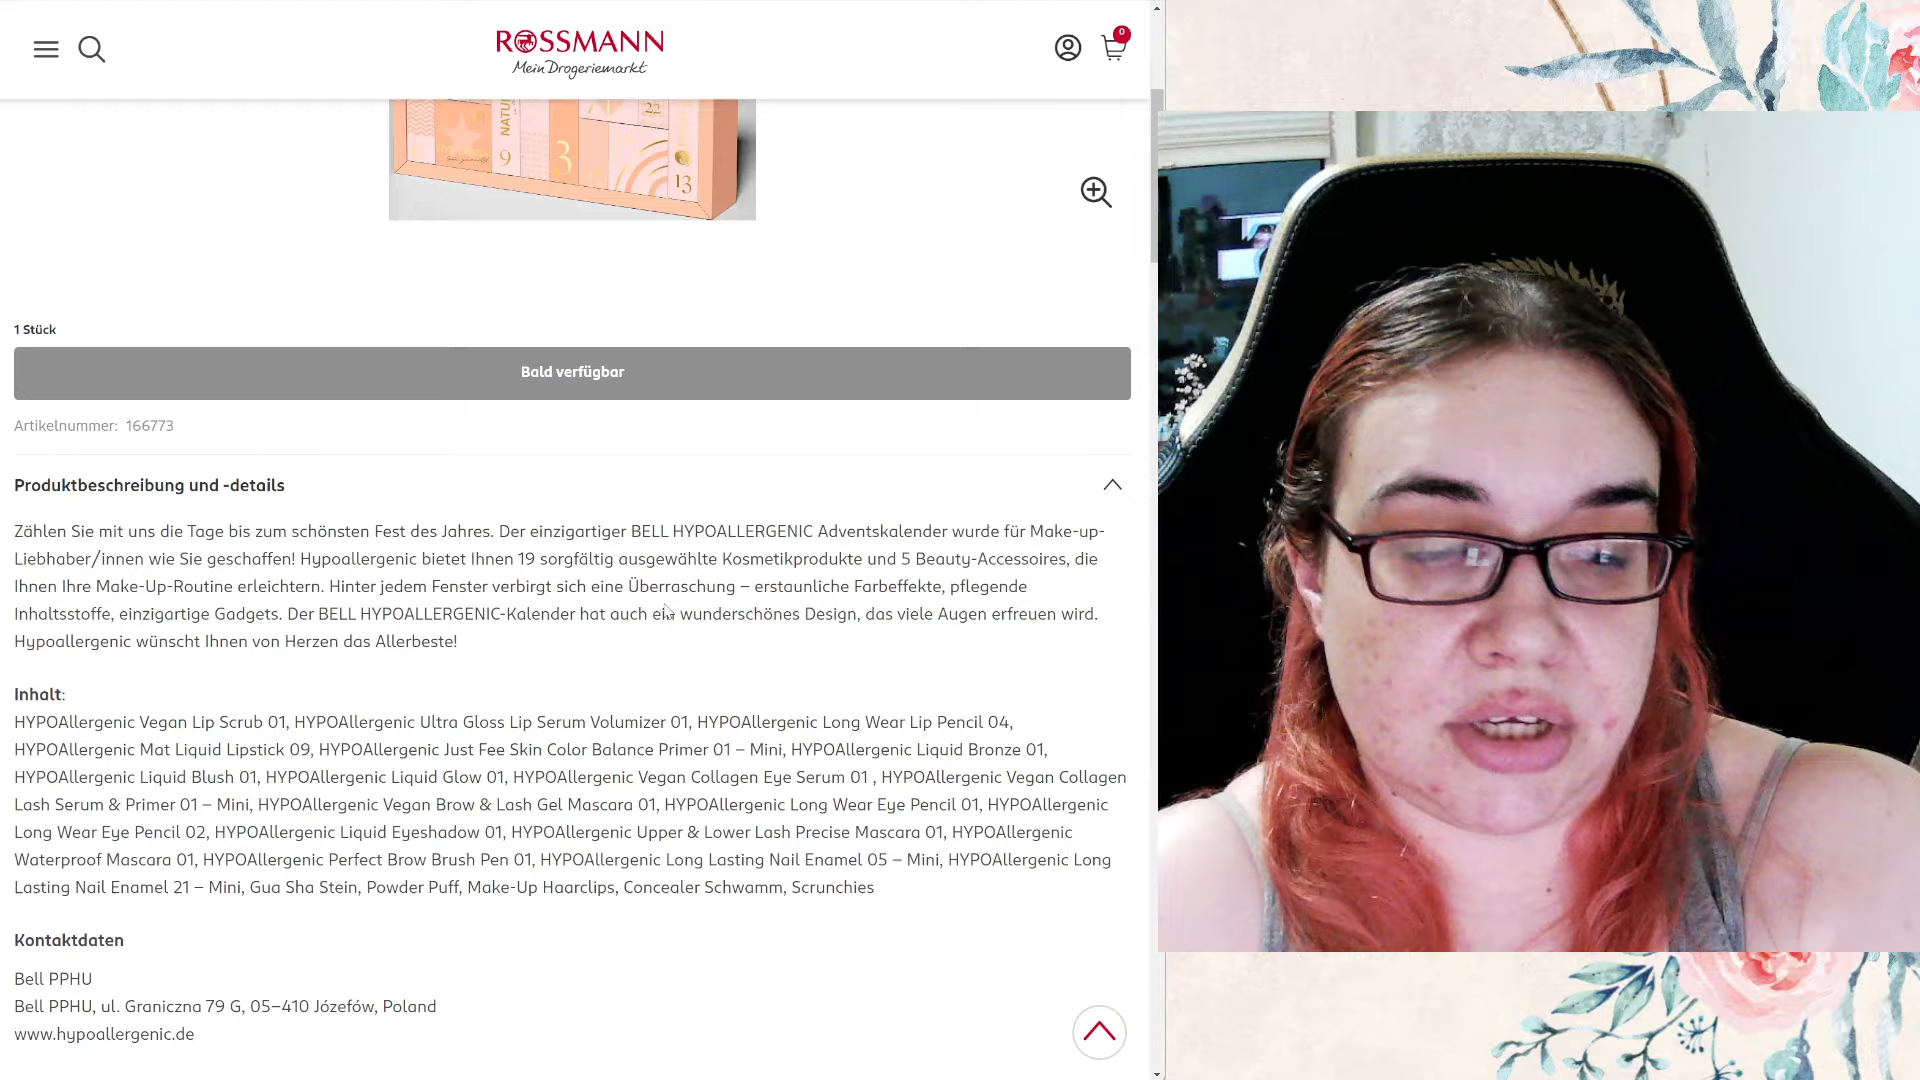 ROSSMANN
0
Mein Drogeriemarkt
22
NATU
9
3
13
1 Stück
Bald verfügbar
Artikelnummer: 166773
Produktbeschreibung und -details
Zählen Sie mit uns die Tage bis zum schönsten Fest des Jahres. Der einzigartiger BELL HYPOALLERGENIC Adventskalender wurde für Make-up-
Liebhaber/innen wie Sie geschaffen! Hypoallergenic bietet Ihnen 19 sorgfältig ausgewählte Kosmetikprodukte und 5 Beauty-Accessoires, die
Ihnen Ihre Make-Up-Routine erleichtern. Hinter jedem Fenster verbirgt sich eine Überraschung – erstaunliche Farbeffekte, pflegende
Inhaltsstoffe, einzigartige Gadgets. Der BELL HYPOALLERGENIC-Kalender hat auch ein wunderschönes Design, das viele Augen erfreuen wird.
Hypoallergenic wünscht Ihnen von Herzen das Allerbeste!
Inhalt:
HYPOAllergenic Vegan Lip Scrub 01, HYPOAllergenic Ultra Gloss Lip Serum Volumizer 01, HYPOAllergenic Long Wear Lip Pencil 04,
HYPOAllergenic Mat Liquid Lipstick 09, HYPOAllergenic Just Fee Skin Color Balance Primer 01 – Mini, HYPOAllergenic Liquid Bronze 01,
HYPOAllergenic Liquid Blush 01, HYPOAllergenic Liquid Glow 01, HYPOAllergenic Vegan Collagen Eye Serum 01 , HYPOAllergenic Vegan Collagen
Lash Serum & Primer 01 – Mini, HYPOAllergenic Vegan Brow & Lash Gel Mascara 01, HYPOAllergenic Long Wear Eye Pencil 01, HYPOAllergenic
Long Wear Eye Pencil 02, HYPOAllergenic Liquid Eyeshadow 01, HYPOAllergenic Upper & Lower Lash Precise Mascara 01, HYPOAllergenic
Waterproof Mascara 01, HYPOAllergenic Perfect Brow Brush Pen 01, HYPOAllergenic Long Lasting Nail Enamel 05 – Mini, HYPOAllergenic Long
Lasting Nail Enamel 21 – Mini, Gua Sha Stein, Powder Puff, Make-Up Haarclips, Concealer Schwamm, Scrunchies
Kontaktdaten
Bell PPHU
Bell PPHU, ul. Graniczna 79 G, 05–410 Józefów, Poland
www.hypoallergenic.de